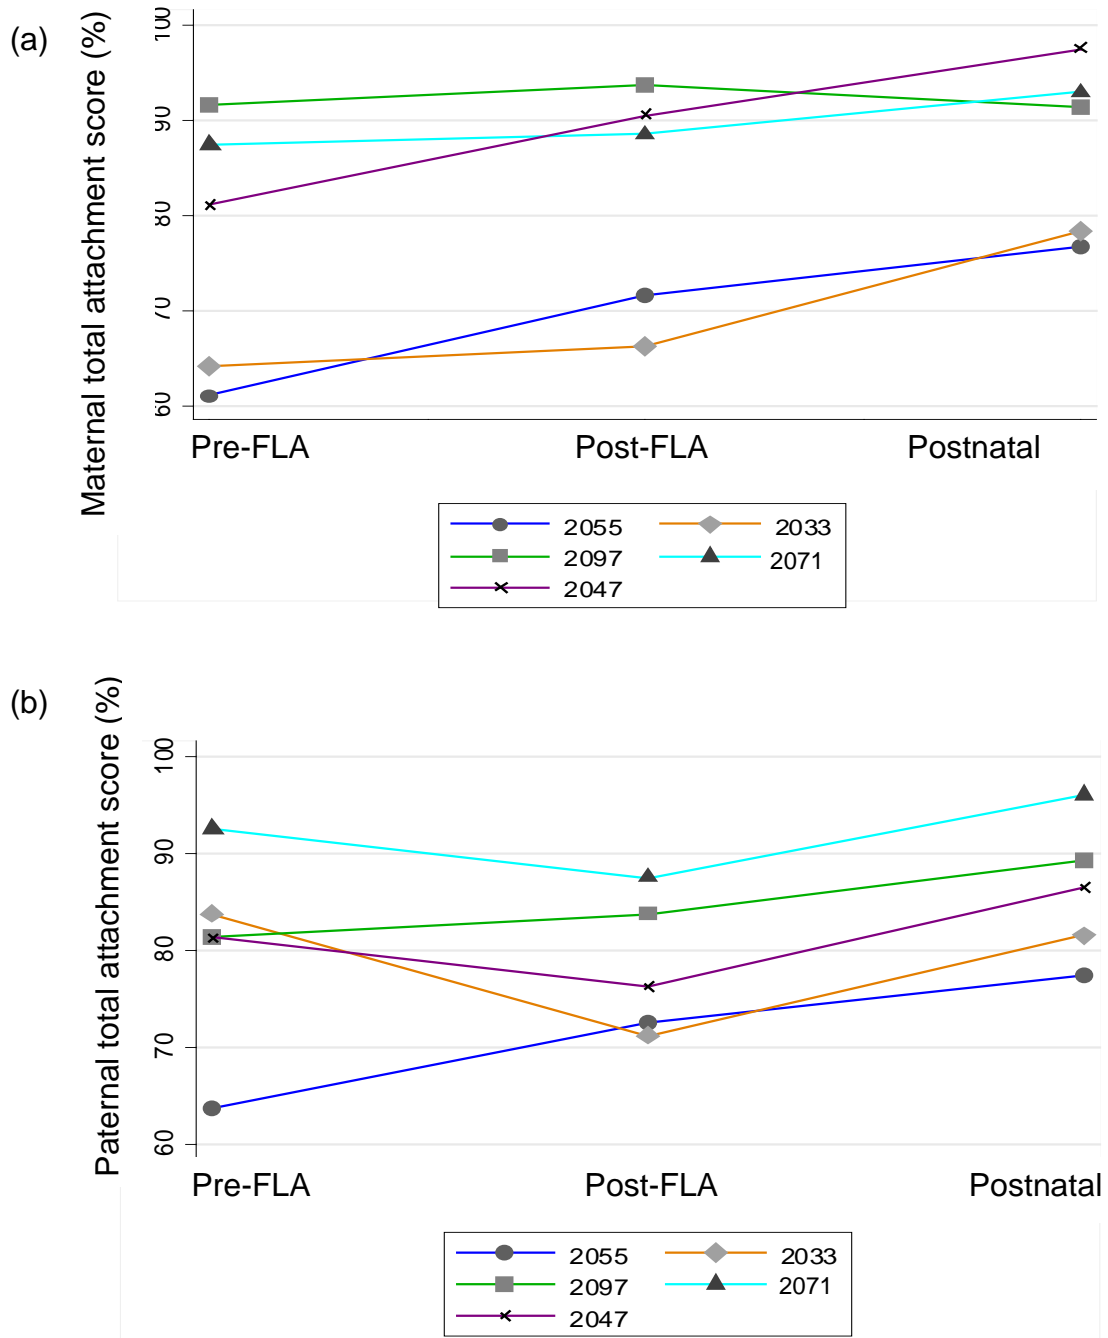 (a)
Maternal total attachment score (%)
100
90
80
70
60
Pre-FLA Post-FLA Postnatal
2055 2033
2097 2071
2047
(b)
Paternal total attachment score (%)
100
90
80
70
60
Pre-FLA Post-FLA Postnatal
2055 2033
2097 2071
2047